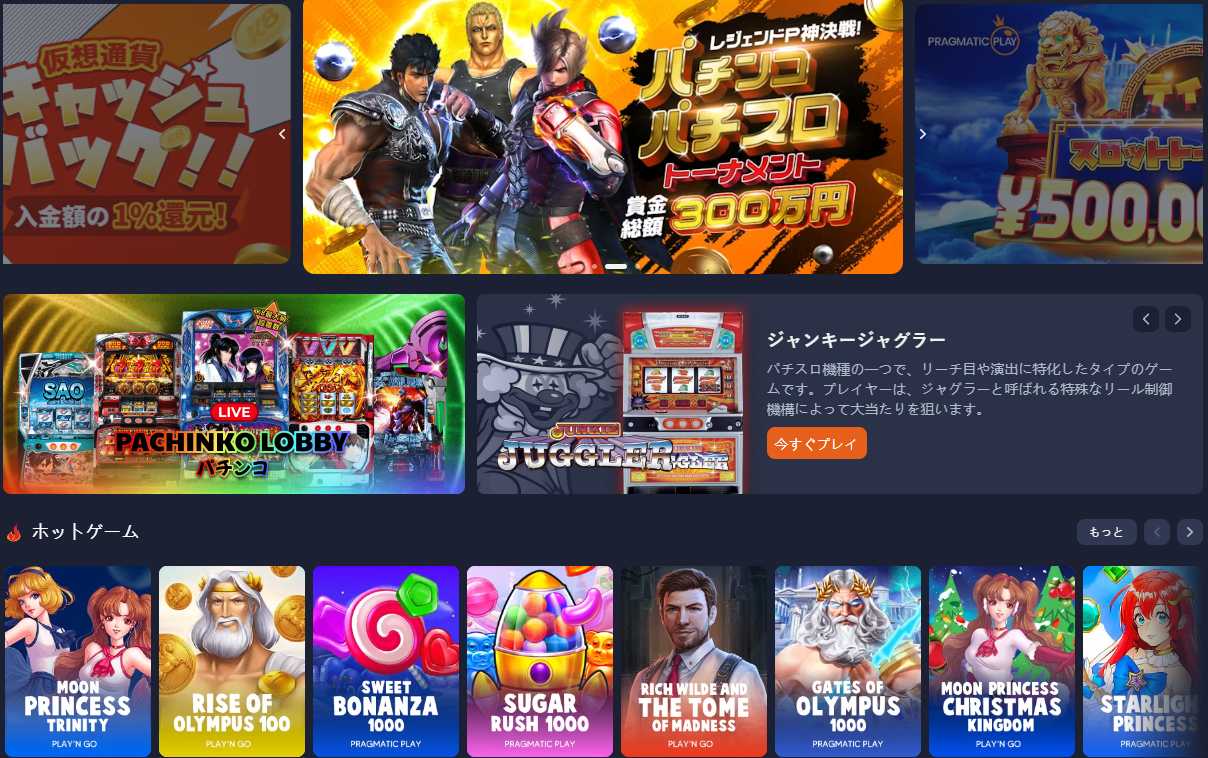 仮想通貨
キャッシュ
バック!!
入金額の1%還元!
K8
レジェンドP神決戦!
パチンコ
パチスロ
トーナメント
賞金
総額
300万円
PRAGMATIC PLAY
スロットトー
¥500,00
SAO
LIVE
PACHINKO LOBBY
パチンコ
JUNKIE
JUGGLER
ジャンキージャグラー
パチスロ機種の一つで、リーチ目や演出に特化したタイプのゲー
ムです。プレイヤーは、ジャグラーと呼ばれる特殊なリール制御
機構によって大当たりを狙います。
今すぐプレイ
ホットゲーム
もっと
MOON
PRINCESS
TRINITY
PLAY'N GO
RISE OF
OLYMPUS 100
PLAY'N GO
SWEET
BONANZA
1000
PRAGMATIC PLAY
SUGAR
RUSH 1000
PRAGMATIC PLAY
RICH WILDE AND
THE TOME
OF MADNESS
PLAY'N GO
GATES OF
OLYMPUS
1000
PRAGMATIC PLAY
MOON PRINCESS
CHRISTMAS
KINGDOM
PLAY'N GO
STARLIGH
PRINCESS
PRAGMATIC PLAY